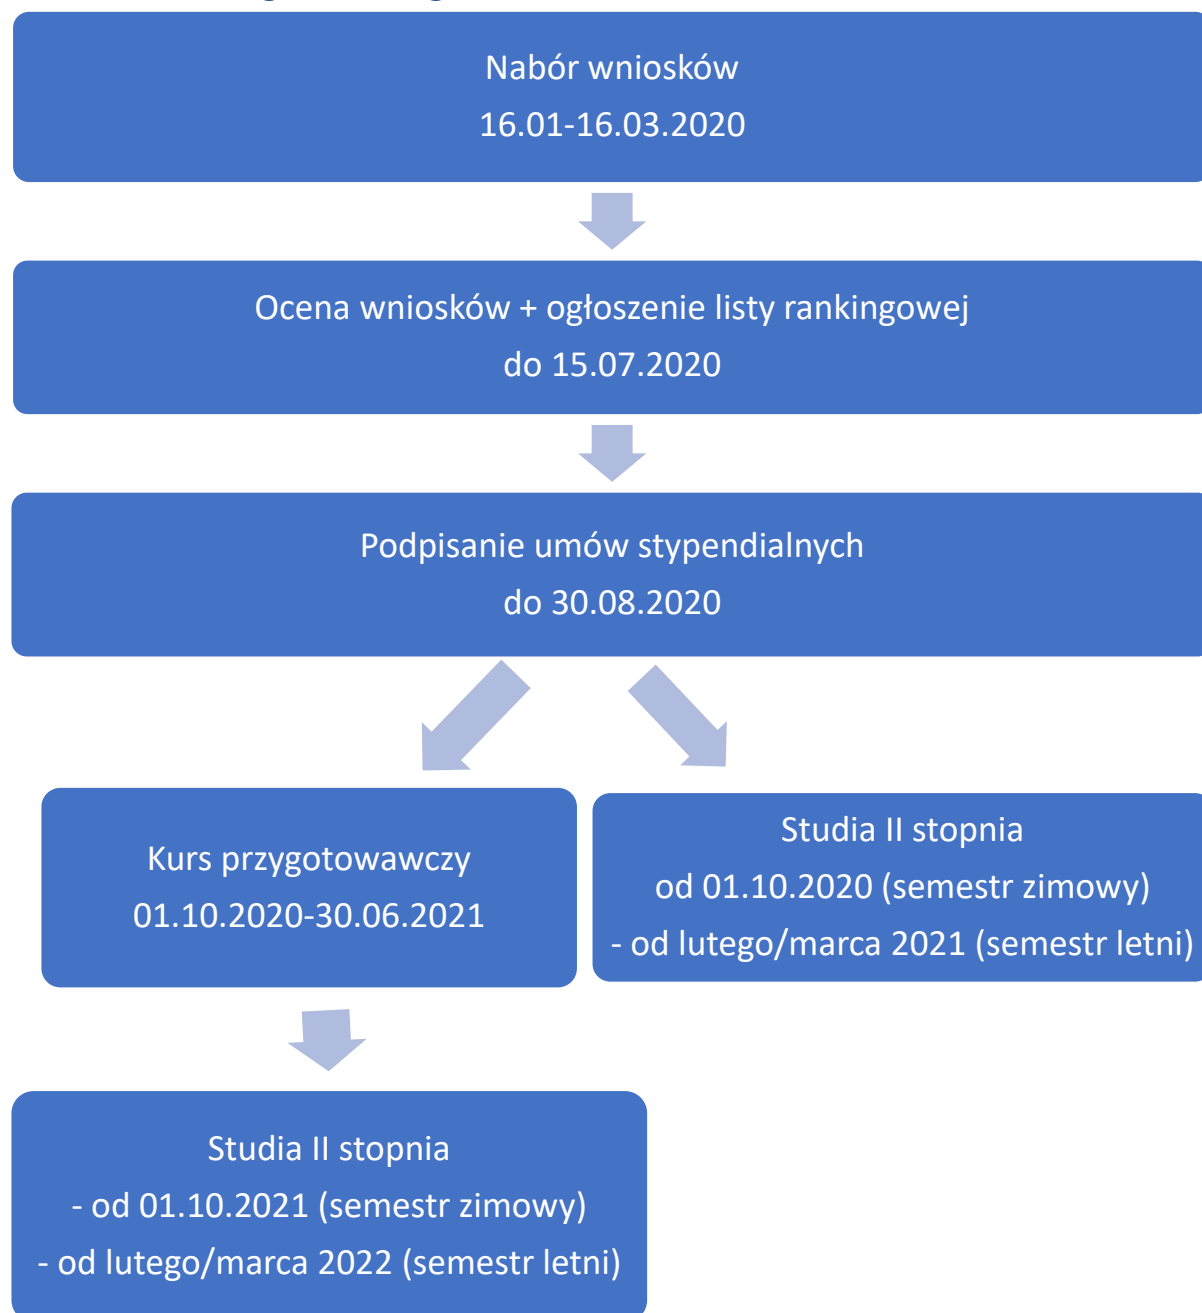 Nabór wniosków
16.01-16.03.2020
Ocena wniosków + ogłoszenie listy rankingowej
do 15.07.2020
Podpisanie umów stypendialnych
do 30.08.2020
Kurs przygotowawczy
01.10.2020-30.06.2021
Studia II stopnia
od 01.10.2020 (semestr zimowy)
- od lutego/marca 2021 (semestr letni)
Studia II stopnia
- od 01.10.2021 (semestr zimowy)
- od lutego/marca 2022 (semestr letni)